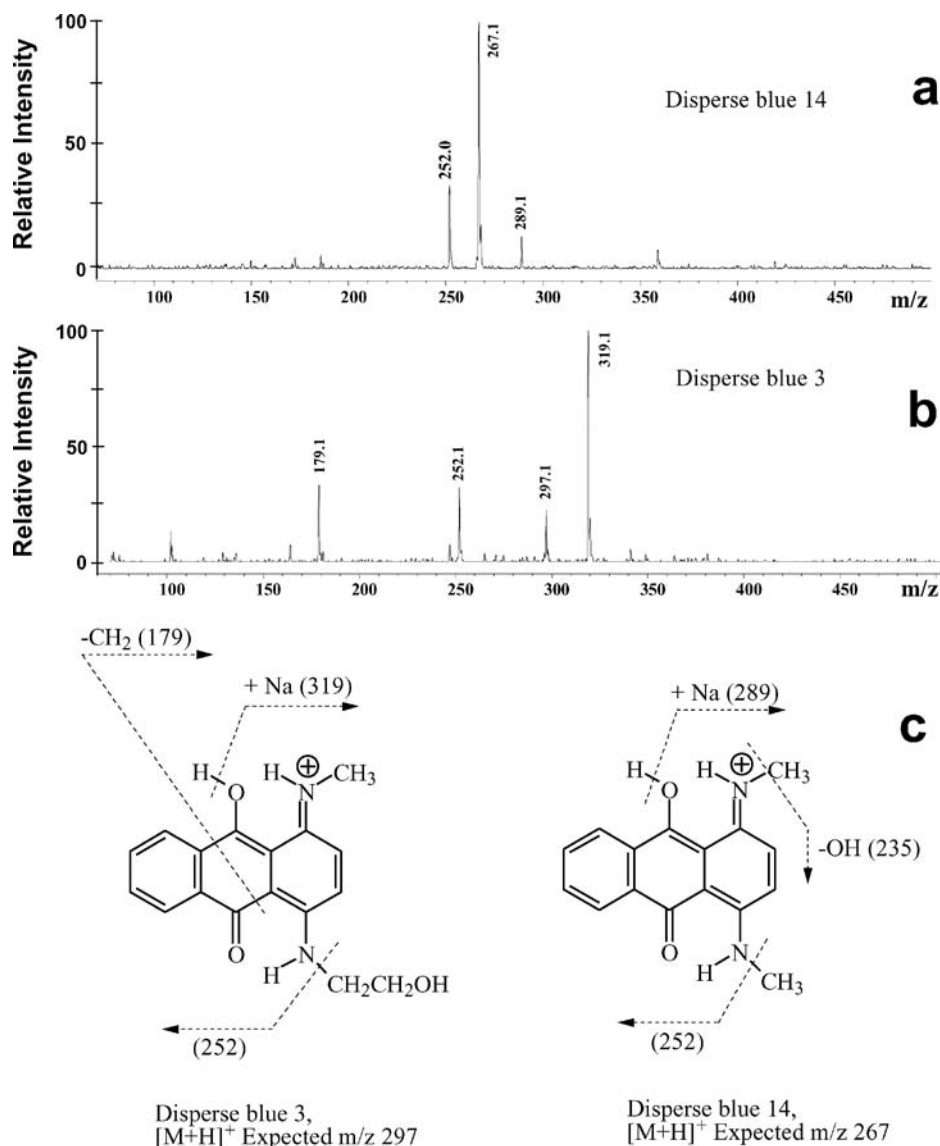 100
Relative Intensity
50
0
252.0
267.1
289.1
Disperse blue 14
a
100 150 200 250 300 350 400 450 m/z
100
Relative Intensity
50
0
179.1
252.1
297.1
319.1
Disperse blue 3
b
100 150 200 250 300 350 400 450 m/z
c
-CH2 (179)
+ Na (319)
H
O
H
N
⊕
CH3
O
H
N
CH2CH2OH
(252)
Disperse blue 3,
[M+H]+ Expected m/z 297
+ Na (289)
H
O
H
N
⊕
CH3
-OH (235)
O
H
N
CH3
(252)
Disperse blue 14,
[M+H]+ Expected m/z 267